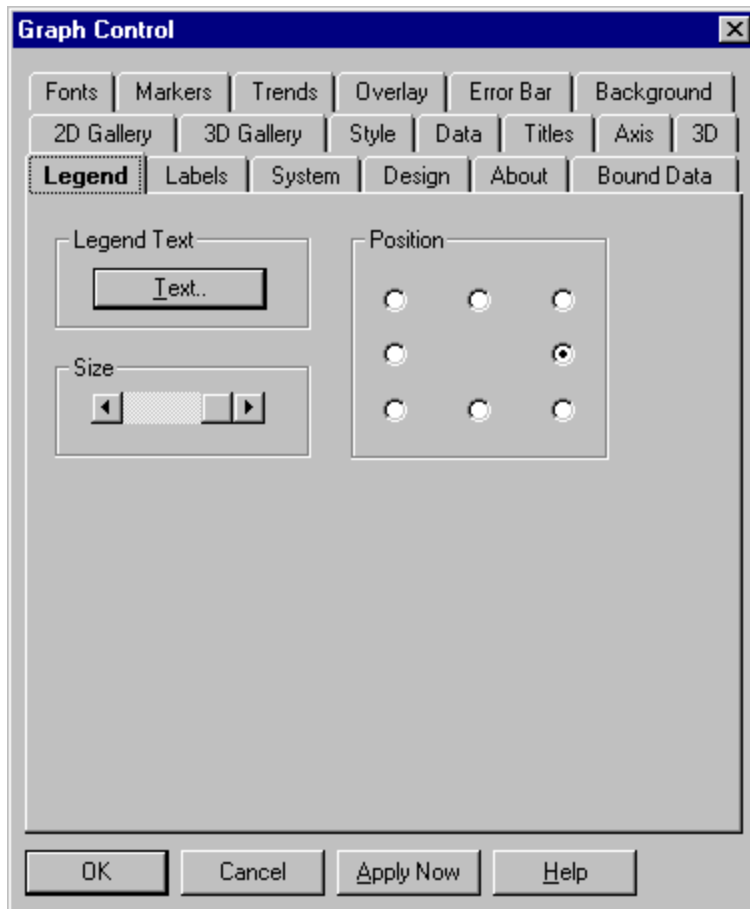 Graph Control
Fonts Markers Trends Overlay Error Bar Background
2D Gallery 3D Gallery Style Data Titles Axis 3D
Legend Labels System Design About Bound Data
Legend Text Position
Text..
Size
OK Cancel Apply Now Help